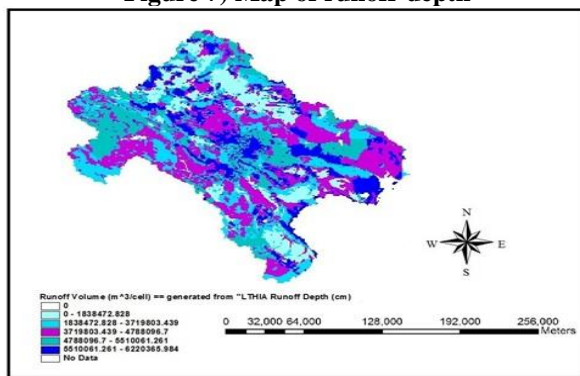 Figure 7) Map of runoff depth
N
W E
S
Runoff Volume (m^3/cell) == generated from "LTHIA Runoff Depth (cm)
0
0 - 1838472.828
1838472.828 - 3719803.439
3719803.439 - 4788096.7
4788096.7 - 5510061.261
5510061.261 - 6220365.984
No Data
0 32,000 64,000 128,000 192,000 256,000
Meters